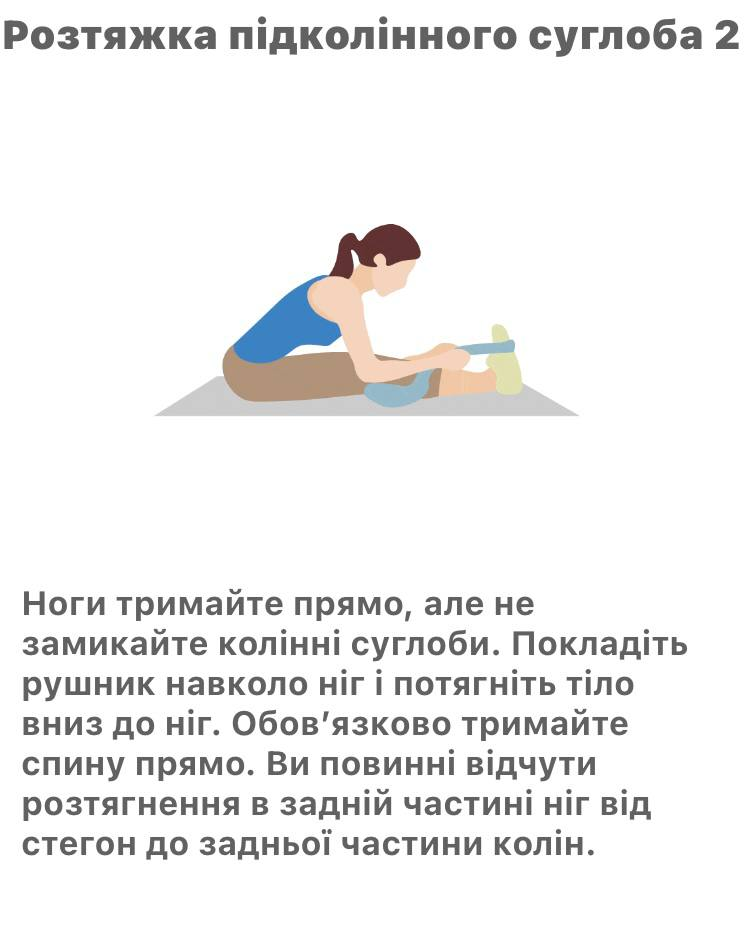 Розтяжка підколінного суглоба 2
Ноги тримайте прямо, але не
замикайте колінні суглоби. Покладіть
рушник навколо ніг і потягніть тіло
вниз до ніг. Обов’язково тримайте
спину прямо. Ви повинні відчути
розтягнення в задній частині ніг від
стегон до задньої частини колін.